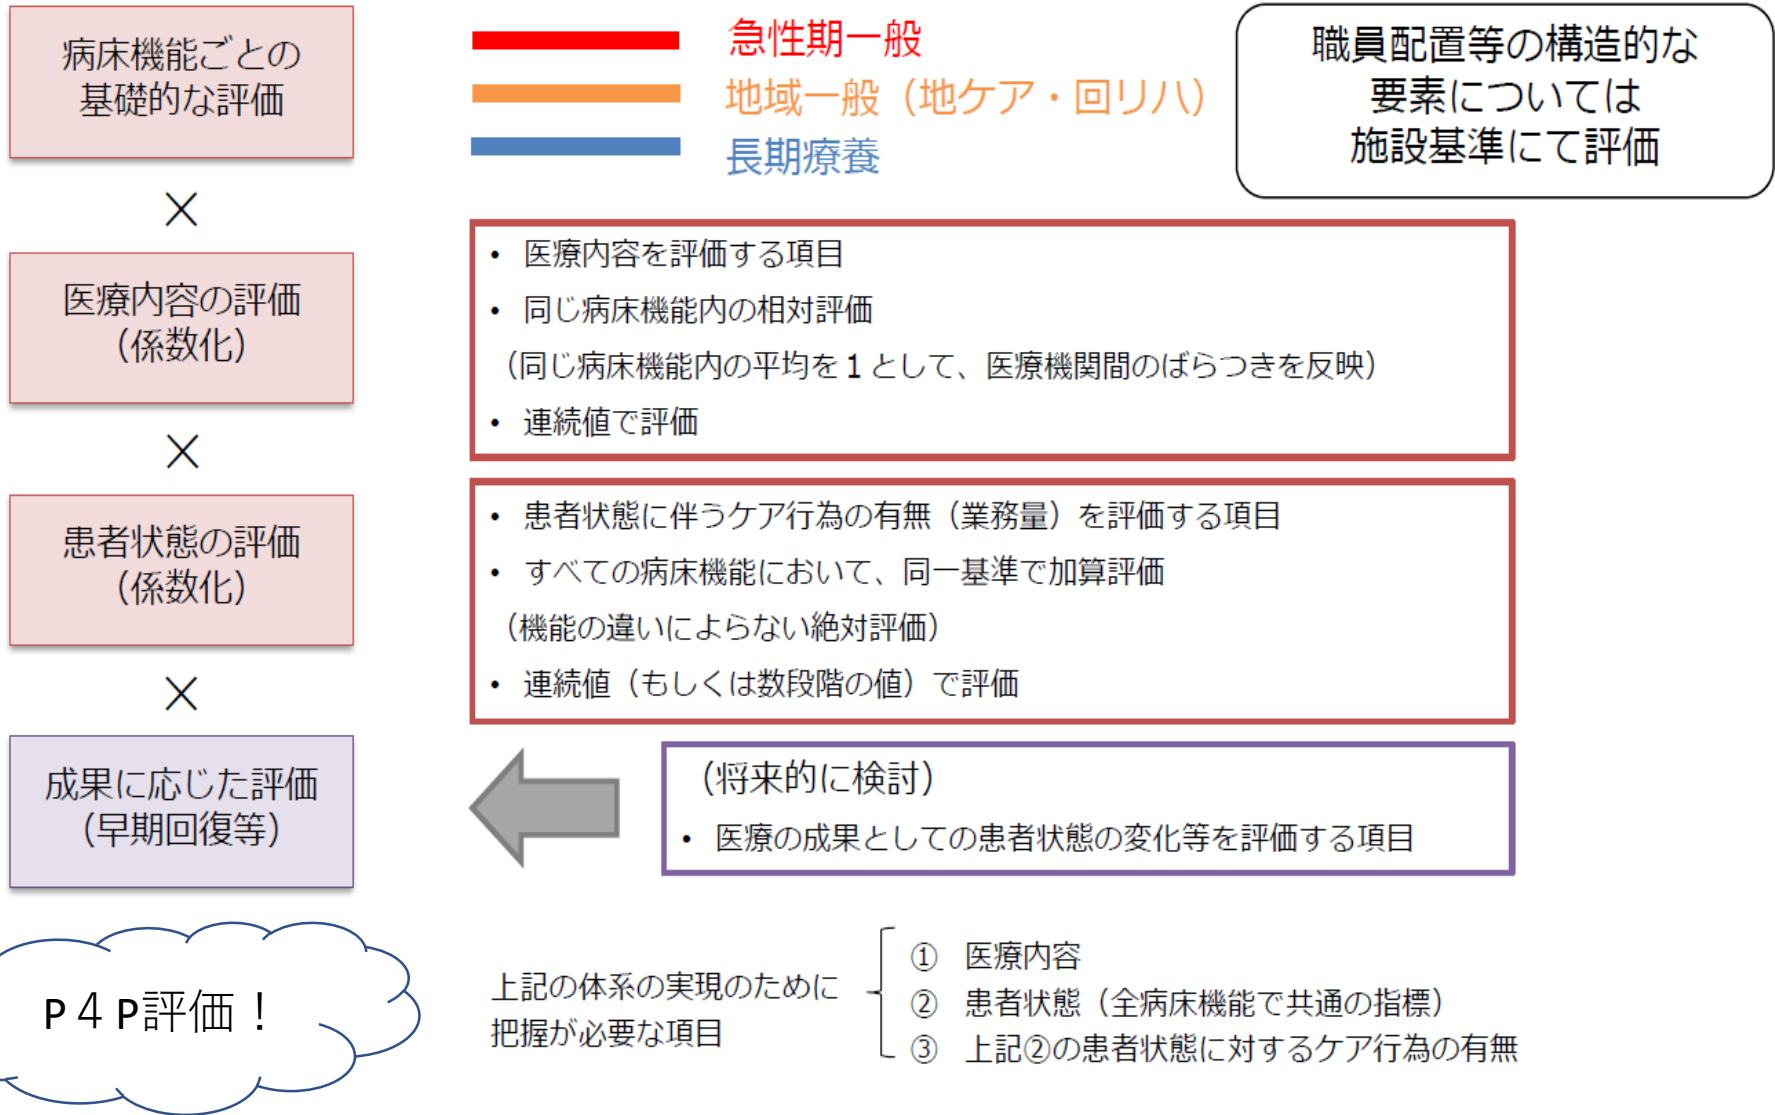 病床機能ごとの
基礎的な評価
急性期一般
地域一般（地ケア・回リハ）
長期療養
職員配置等の構造的な
要素については
施設基準にて評価
×
医療内容の評価
（係数化）
• 医療内容を評価する項目
• 同じ病床機能内の相対評価
（同じ病床機能内の平均を１として、医療機関間のばらつきを反映）
• 連続値で評価
×
患者状態の評価
（係数化）
• 患者状態に伴うケア行為の有無（業務量）を評価する項目
• すべての病床機能において、同一基準で加算評価
（機能の違いによらない絶対評価）
• 連続値（もしくは数段階の値）で評価
×
成果に応じた評価
（早期回復等）
（将来的に検討）
• 医療の成果としての患者状態の変化等を評価する項目
P４P評価！
上記の体系の実現のために
把握が必要な項目
① 医療内容
② 患者状態（全病床機能で共通の指標）
③ 上記②の患者状態に対するケア行為の有無